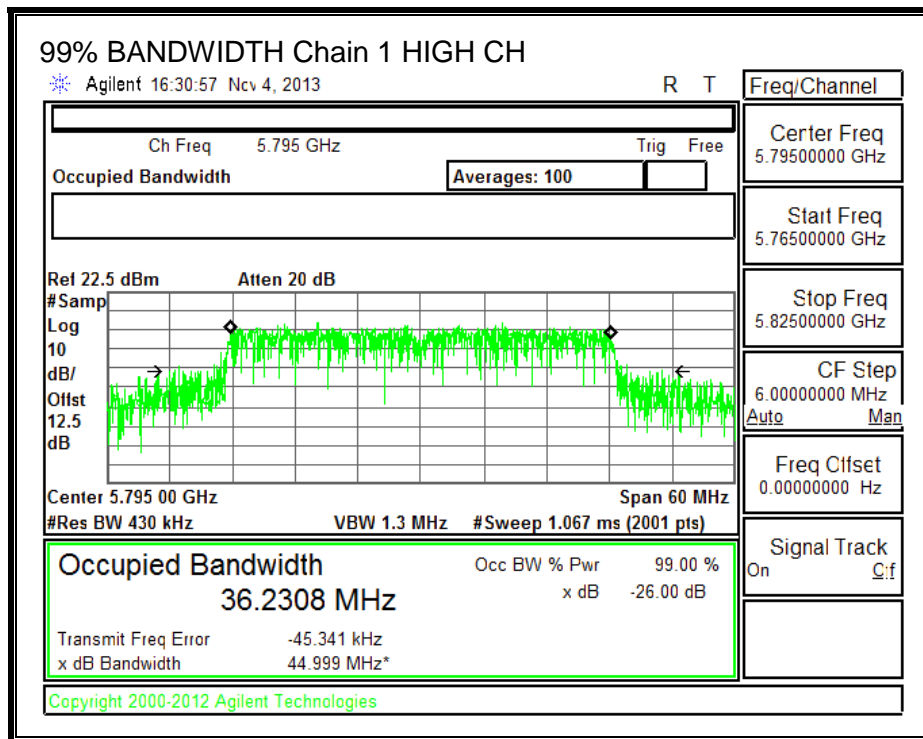 99% BANDWIDTH Chain 1 HIGH CH
Agilent 16:30:57 Nov 4, 2013 R T
Freq/Channel
Ch Freq 5.795 GHz Trig Free
Occupied Bandwidth Averages: 100
Center Freq
5.79500000 GHz
Start Freq
5.76500000 GHz
Stop Freq
5.82500000 GHz
CF Step
6.00000000 MHz
Auto Man
Freq Offset
0.00000000 Hz
Signal Track
On Off
Ref 22.5 dBm Atten 20 dB
#Samp
Log
10
dB/
Offst
12.5
dB
Center 5.795 00 GHz Span 60 MHz
#Res BW 430 kHz VBW 1.3 MHz #Sweep 1.067 ms (2001 pts)
Occupied Bandwidth Occ BW % Pwr 99.00 %
36.2308 MHz x dB -26.00 dB
Transmit Freq Error -45.341 kHz
x dB Bandwidth 44.999 MHz*
Copyright 2000-2012 Agilent Technologies